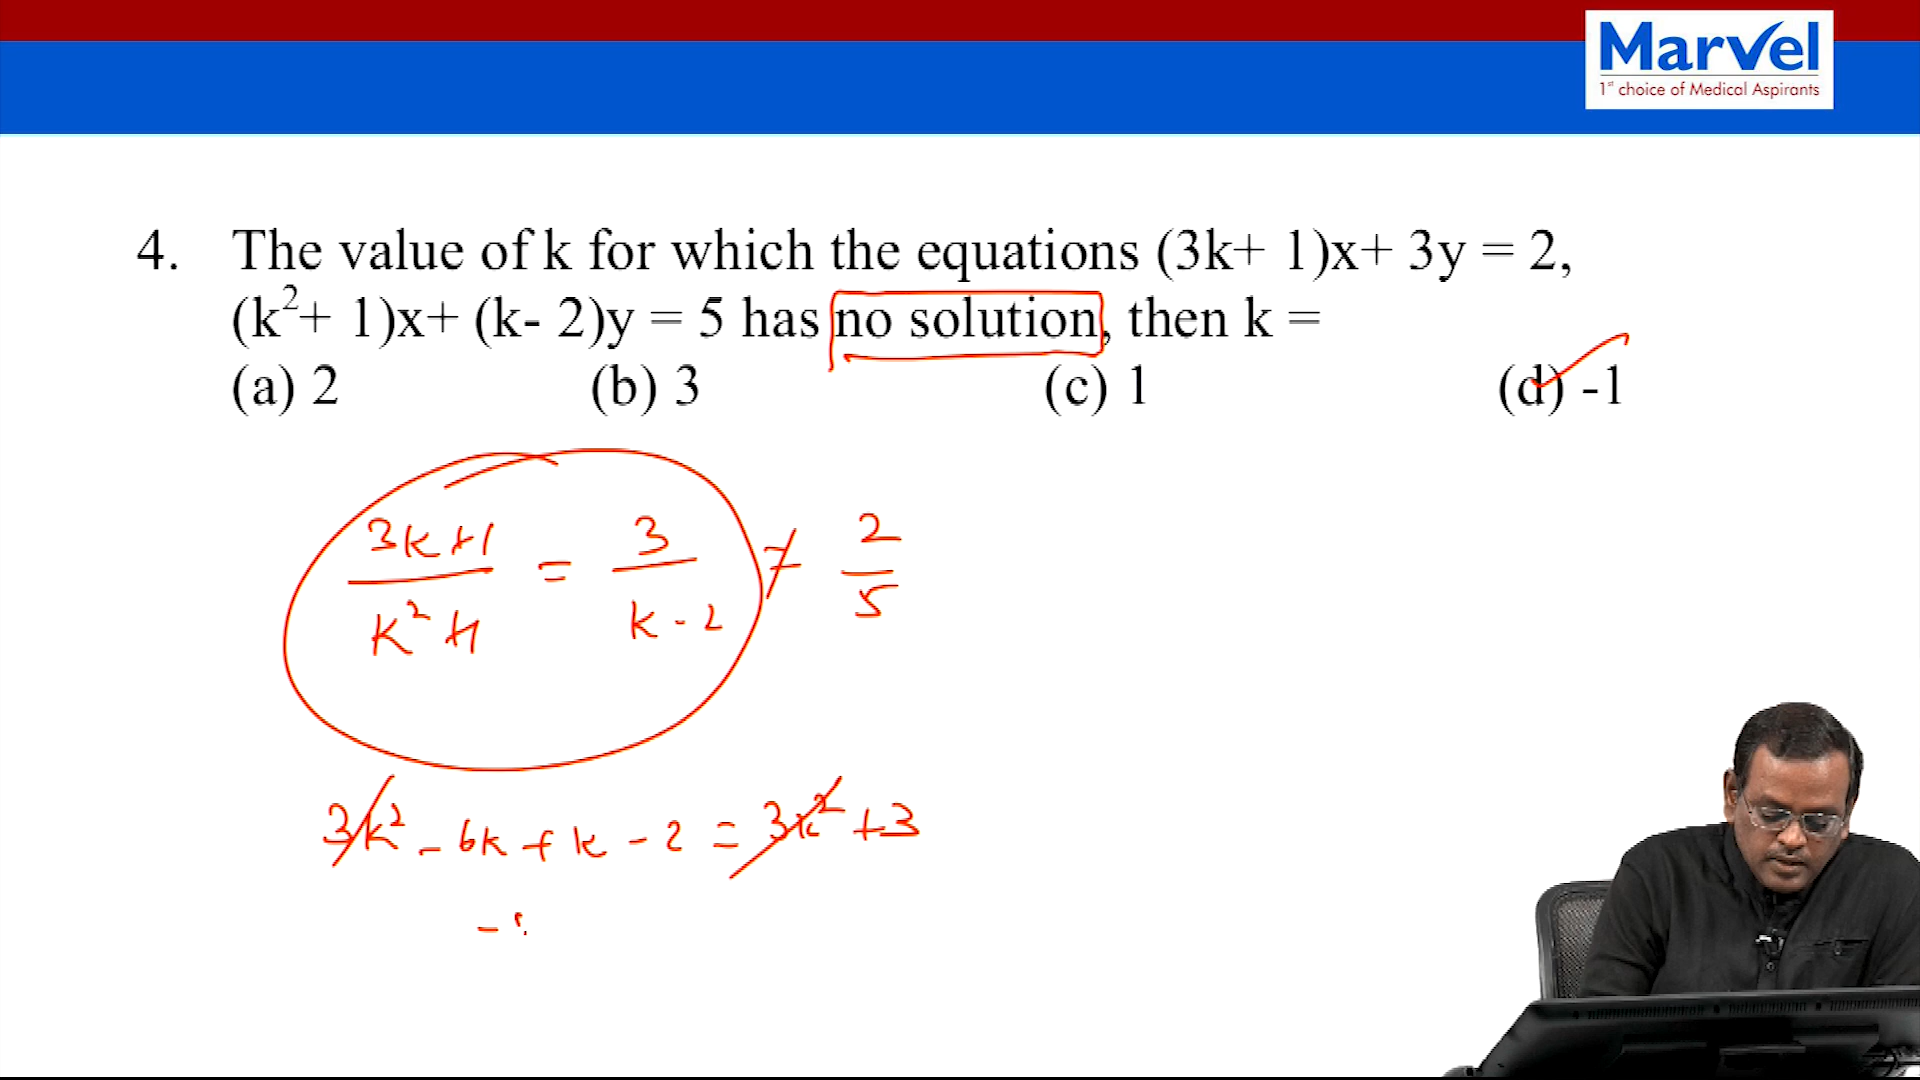 Marvel
1st choice of Medical Aspirants
4. The value of k for which the equations (3k+ 1)x+ 3y = 2,
(k²+ 1)x+ (k- 2)y = 5 has no solution, then k =
(a) 2 (b) 3 (c) 1 (d) -1
3k+1 / k²+1 = 3 / k-2 ≠ 2 / 5
3k² - 6k + k - 2 = 3k² + 3
-